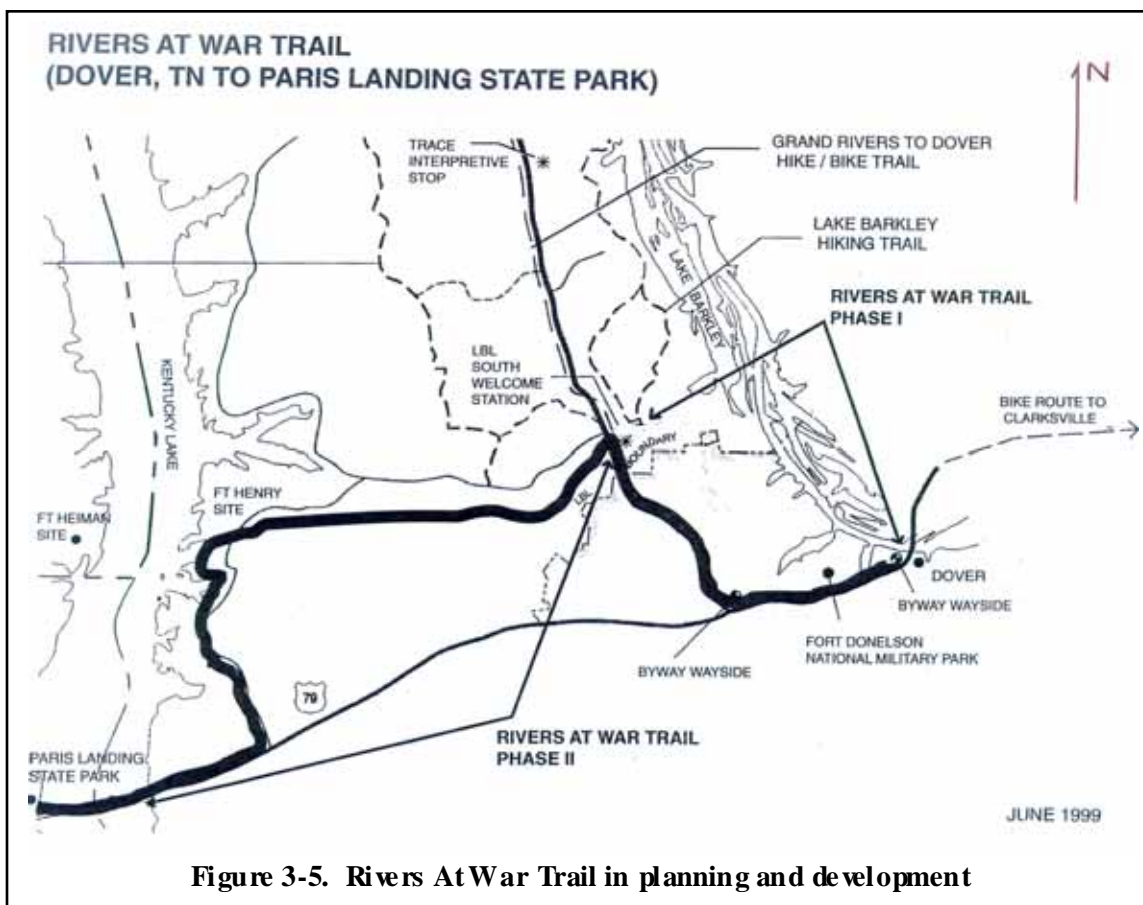 RIVERS AT WAR TRAIL
(DOVER, TN TO PARIS LANDING STATE PARK)
N
TRACE
INTERPRETIVE
STOP
GRAND RIVERS TO DOVER
HIKE / BIKE TRAIL
LAKE BARKLEY
HIKING TRAIL
LAKE BARKLEY
RIVERS AT WAR TRAIL
PHASE I
LBL
SOUTH
WELCOME
STATION
KENTUCKY LAKE
BIKE ROUTE TO
CLARKSVILLE
LBL BOUNDARY
FT HENRY
SITE
FT HEIMAN
SITE
DOVER
BYWAY WAYSIDE
FORT DONELSON
NATIONAL MILITARY PARK
BYWAY WAYSIDE
79
RIVERS AT WAR TRAIL
PHASE II
PARIS LANDING
STATE PARK
JUNE 1999
Figure 3-5. Rivers At War Trail in planning and development